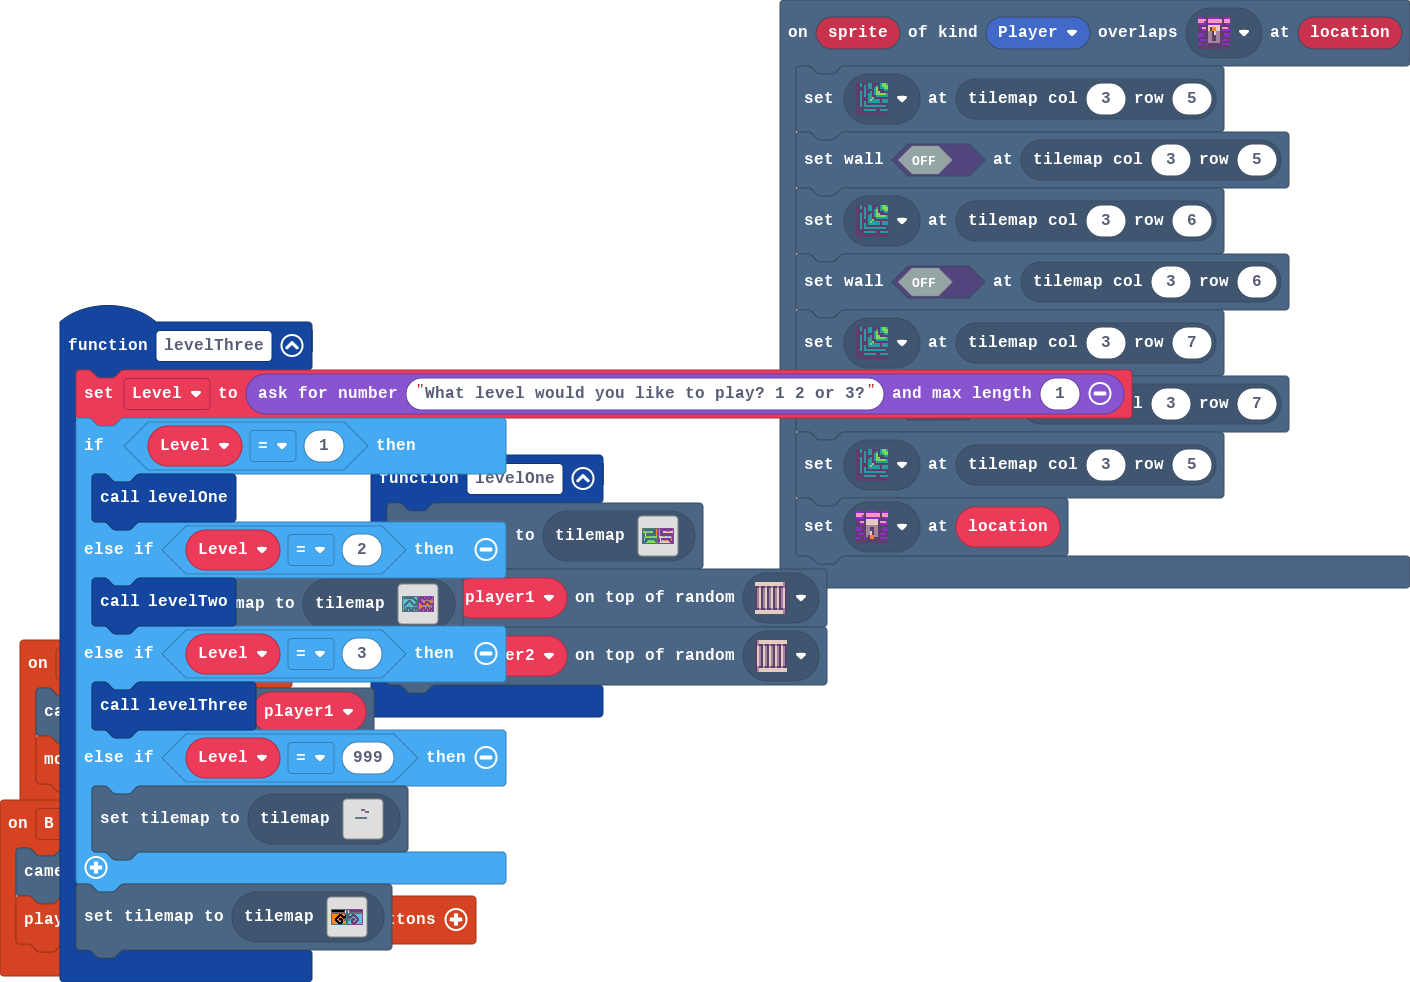 on sprite of kind Player overlaps at location
set at tilemap col 3 row 5
set wall OFF at tilemap col 3 row 5
set at tilemap col 3 row 6
set wall OFF at tilemap col 3 row 6
set at tilemap col 3 row 7
l 3 row 7
set at tilemap col 3 row 5
set at location
function levelThree
set Level to ask for number "What level would you like to play? 1 2 or 3?" and max length 1
if Level = 1 then
call levelOne
else if Level = 2 then
call levelTwo
else if Level = 3 then
call levelThree
else if Level = 999 then
set tilemap to tilemap
set tilemap to tilemap
function levelOne
to tilemap
player1 on top of random
er2 on top of random
map to tilemap
on
ca
player1
mo
on B
came
play
ttons